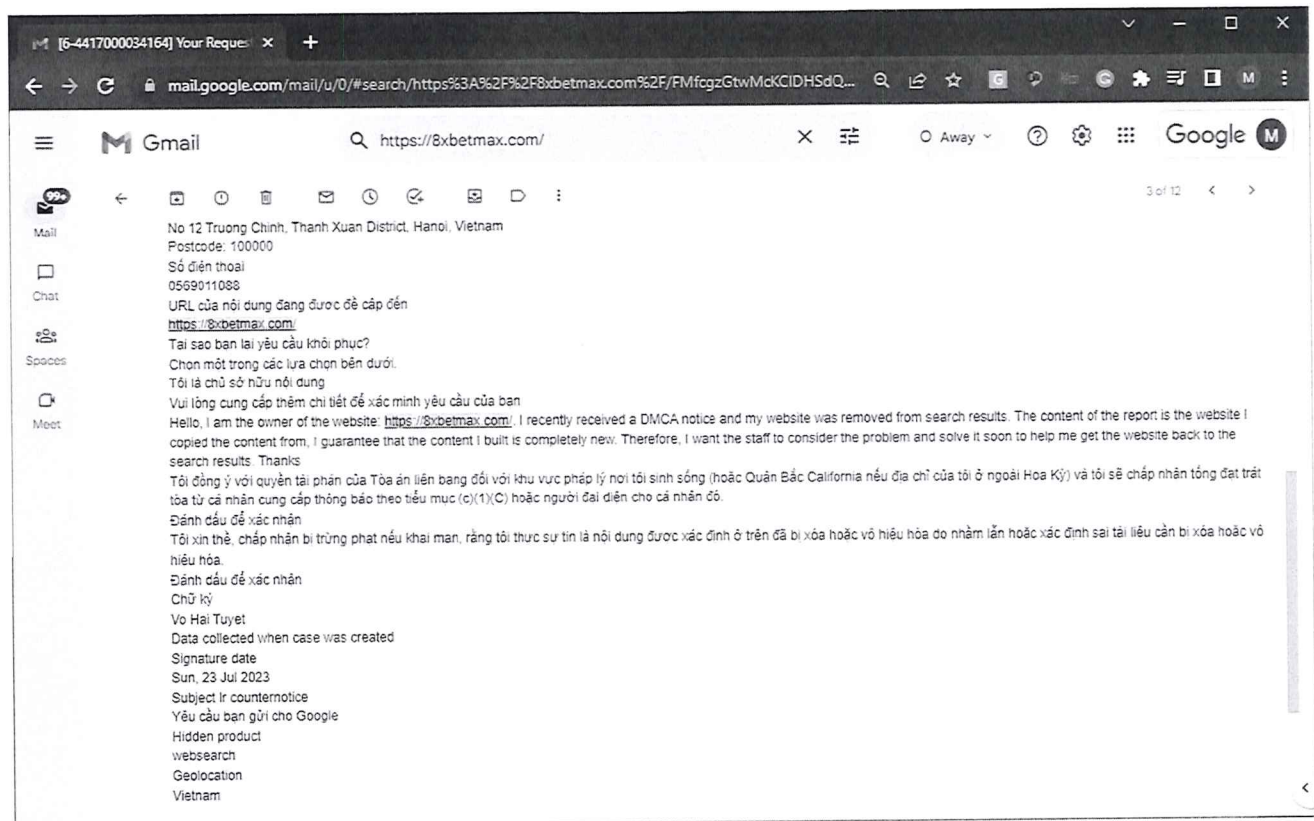 [6-4417000034164] Your Reques
mail.google.com/mail/u/0/#search/https%3A%2F%2F8xbetmax.com%2F/FMfcgzGtwMcKCIDHSdQ...
M
Gmail
https://8xbetmax.com/
Away
Google M
99+
Mail
3 of 12
Chat
Spaces
Meet
No 12 Truong Chinh, Thanh Xuan District, Hanoi, Vietnam
Postcode: 100000
Số điện thoại
0569011088
URL của nội dung đang được đề cập đến
https://8xbetmax.com/
Tại sao bạn lại yêu cầu khôi phục?
Chọn một trong các lựa chọn bên dưới.
Tôi là chủ sở hữu nội dung
Vui lòng cung cấp thêm chi tiết để xác minh yêu cầu của bạn
Hello, I am the owner of the website: https://8xbetmax.com/, I recently received a DMCA notice and my website was removed from search results. The content of the report is the website I
copied the content from, I guarantee that the content I built is completely new. Therefore, I want the staff to consider the problem and solve it soon to help me get the website back to the
search results. Thanks
Tôi đồng ý với quyền tài phán của Tòa án liên bang đối với khu vực pháp lý nơi tôi sinh sống (hoặc Quận Bắc California nếu địa chỉ của tôi ở ngoài Hoa Kỳ) và tôi sẽ chấp nhận tống đạt trát
tòa từ cá nhân cung cấp thông báo theo tiểu mục (c)(1)(C) hoặc người đại diện cho cá nhân đó.
Đánh dấu để xác nhận
Tôi xin thề, chấp nhận bị trừng phạt nếu khai man, rằng tôi thực sự tin là nội dung được xác định ở trên đã bị xóa hoặc vô hiệu hóa do nhầm lẫn hoặc xác định sai tài liệu cần bị xóa hoặc vô
hiệu hóa.
Đánh dấu để xác nhận
Chữ ký
Vo Hai Tuyet
Data collected when case was created
Signature date
Sun, 23 Jul 2023
Subject lr counternotice
Yêu cầu bạn gửi cho Google
Hidden product
websearch
Geolocation
Vietnam